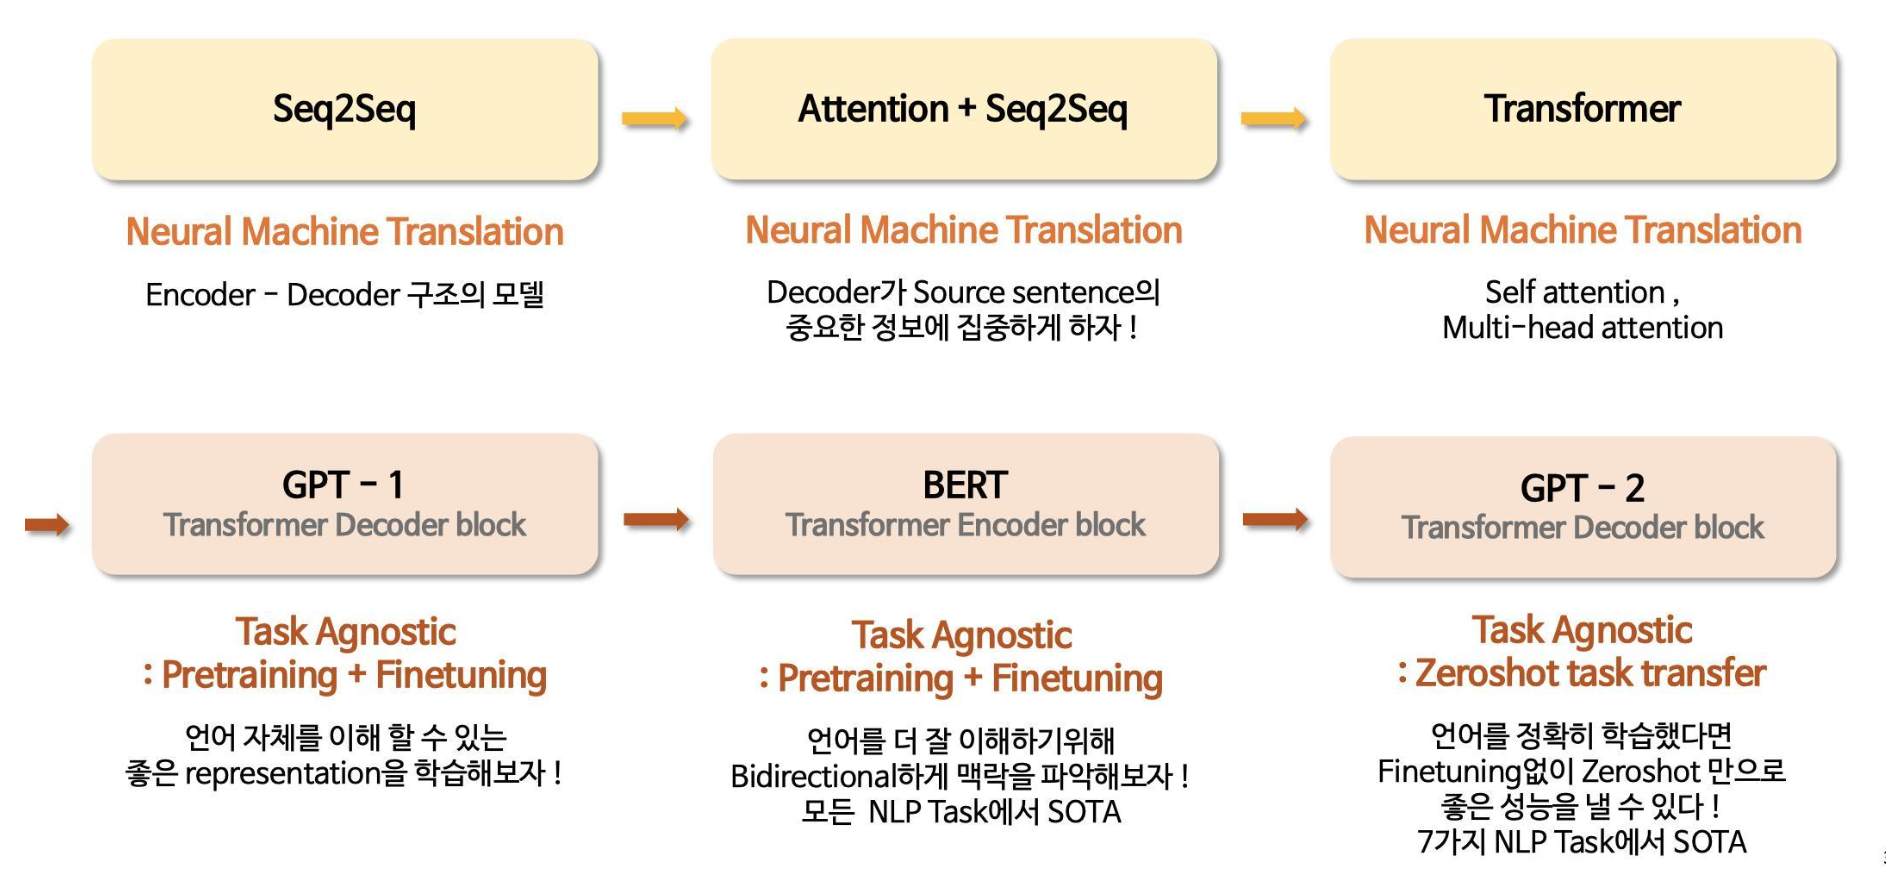 Seq2Seq
Attention + Seq2Seq
Transformer
Neural Machine Translation
Encoder - Decoder 구조의 모델
Neural Machine Translation
Decoder가 Source sentence의
중요한 정보에 집중하게 하자 !
Neural Machine Translation
Self attention ,
Multi-head attention
GPT - 1
Transformer Decoder block
BERT
Transformer Encoder block
GPT - 2
Transformer Decoder block
Task Agnostic
: Pretraining + Finetuning
언어 자체를 이해 할 수 있는
좋은 representation을 학습해보자 !
Task Agnostic
: Pretraining + Finetuning
언어를 더 잘 이해하기위해
Bidirectional하게 맥락을 파악해보자 !
모든 NLP Task에서 SOTA
Task Agnostic
: Zeroshot task transfer
언어를 정확히 학습했다면
Finetuning없이 Zeroshot 만으로
좋은 성능을 낼 수 있다 !
7가지 NLP Task에서 SOTA